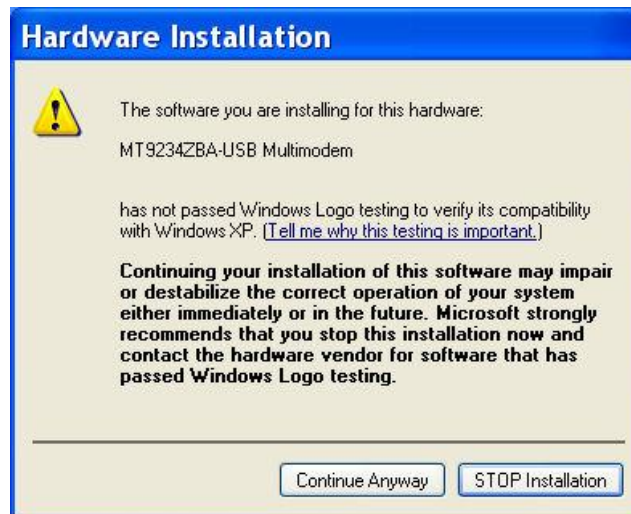 Hardware Installation
The software you are installing for this hardware:
MT9234ZBA-USB Multimodem
has not passed Windows Logo testing to verify its compatibility
with Windows XP. (Tell me why this testing is important.)
Continuing your installation of this software may impair
or destabilize the correct operation of your system
either immediately or in the future. Microsoft strongly
recommends that you stop this installation now and
contact the hardware vendor for software that has
passed Windows Logo testing.
Continue Anyway STOP Installation